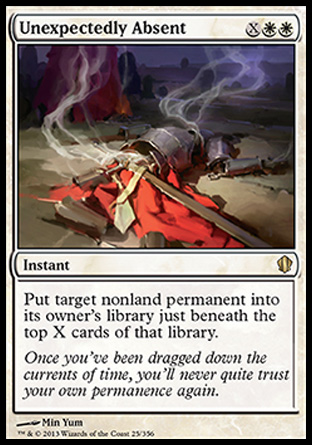 Unexpectedly Absent X
Instant
Put target nonland permanent into
its owner's library just beneath the
top X cards of that library.
Once you've been dragged down the
currents of time, you'll never quite trust
your own permanence again.
Min Yum
™ & © 2013 Wizards of the Coast 25/356